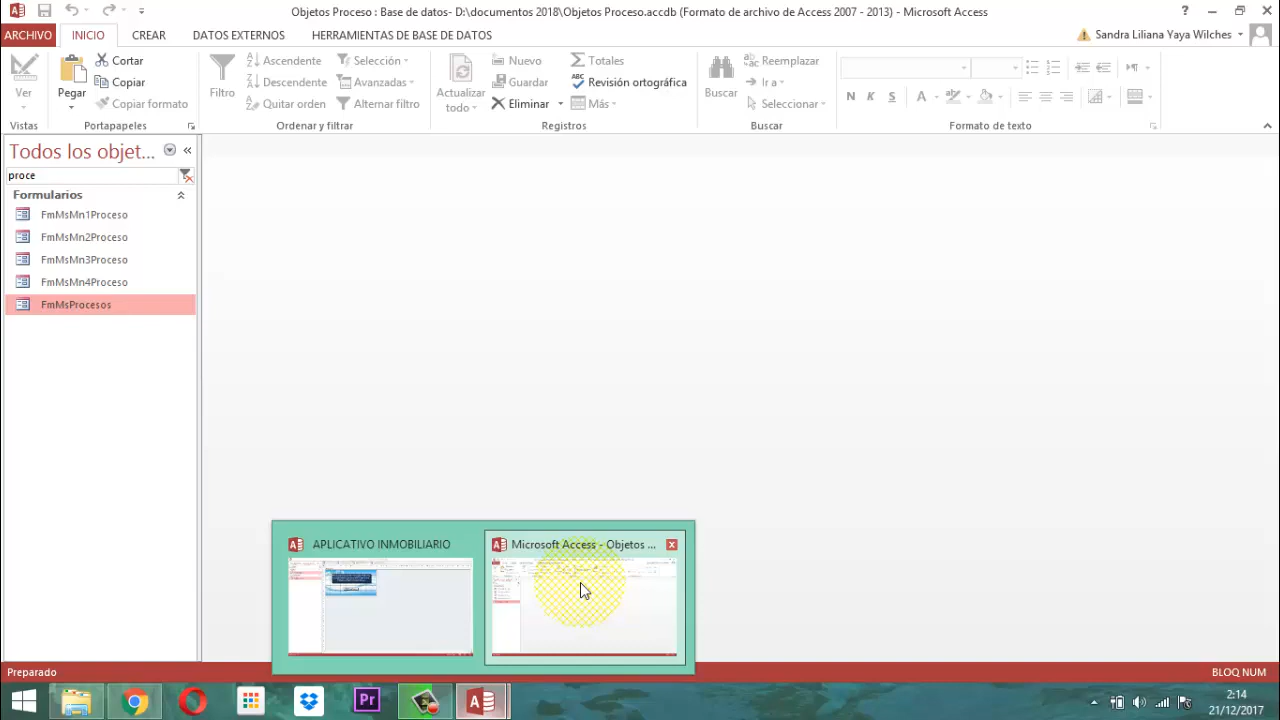 Objetos Proceso : Base de datos- D:\documentos 2018\Objetos Proceso.accdb (Formato de archivo de Access 2007 - 2013) - Microsoft Access
ARCHIVO INICIO CREAR DATOS EXTERNOS HERRAMIENTAS DE BASE DE DATOS Sandra Liliana Yaya Wilches
Cortar Ascendente Selección Nuevo Totales Reemplazar
Ver Pegar Copiar Filtro Descendente Avanzadas Actualizar todo Guardar Revisión ortográfica Buscar Ir a
Copiar formato Quitar orden Alternar filtro Eliminar Más Seleccionar N K S A
Vistas Portapapeles Ordenar y filtrar Registros Buscar Formato de texto
Todos los objet...
proce
Formularios
FmMsMn1Proceso
FmMsMn2Proceso
FmMsMn3Proceso
FmMsMn4Proceso
FmMsProcesos
APLICATIVO INMOBILIARIO Microsoft Access - Objetos ...
Preparado BLOQ NUM
Pr
2:14
21/12/2017